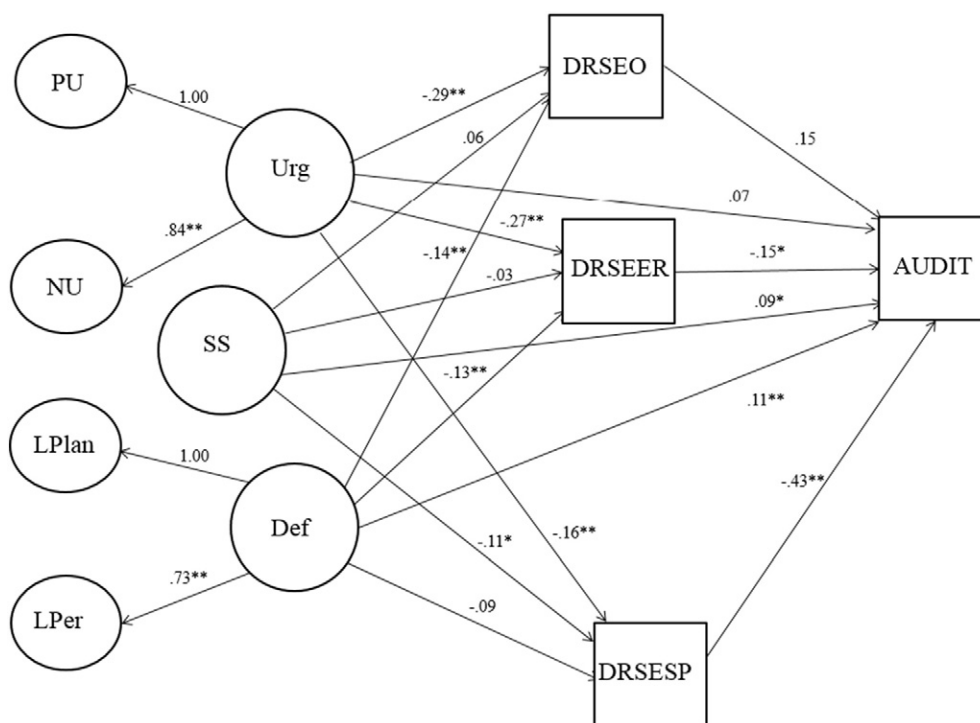 DRSEO
PU
1.00
-.29**
.06
.15
Urg
.07
-.27**
.84**
-.14**
DRSEER
-.15*
AUDIT
NU
-.03
.09*
SS
-.13**
.11**
LPlan
1.00
-.43**
Def
-.11*
-.16**
.73**
-.09
LPer
DRSESP